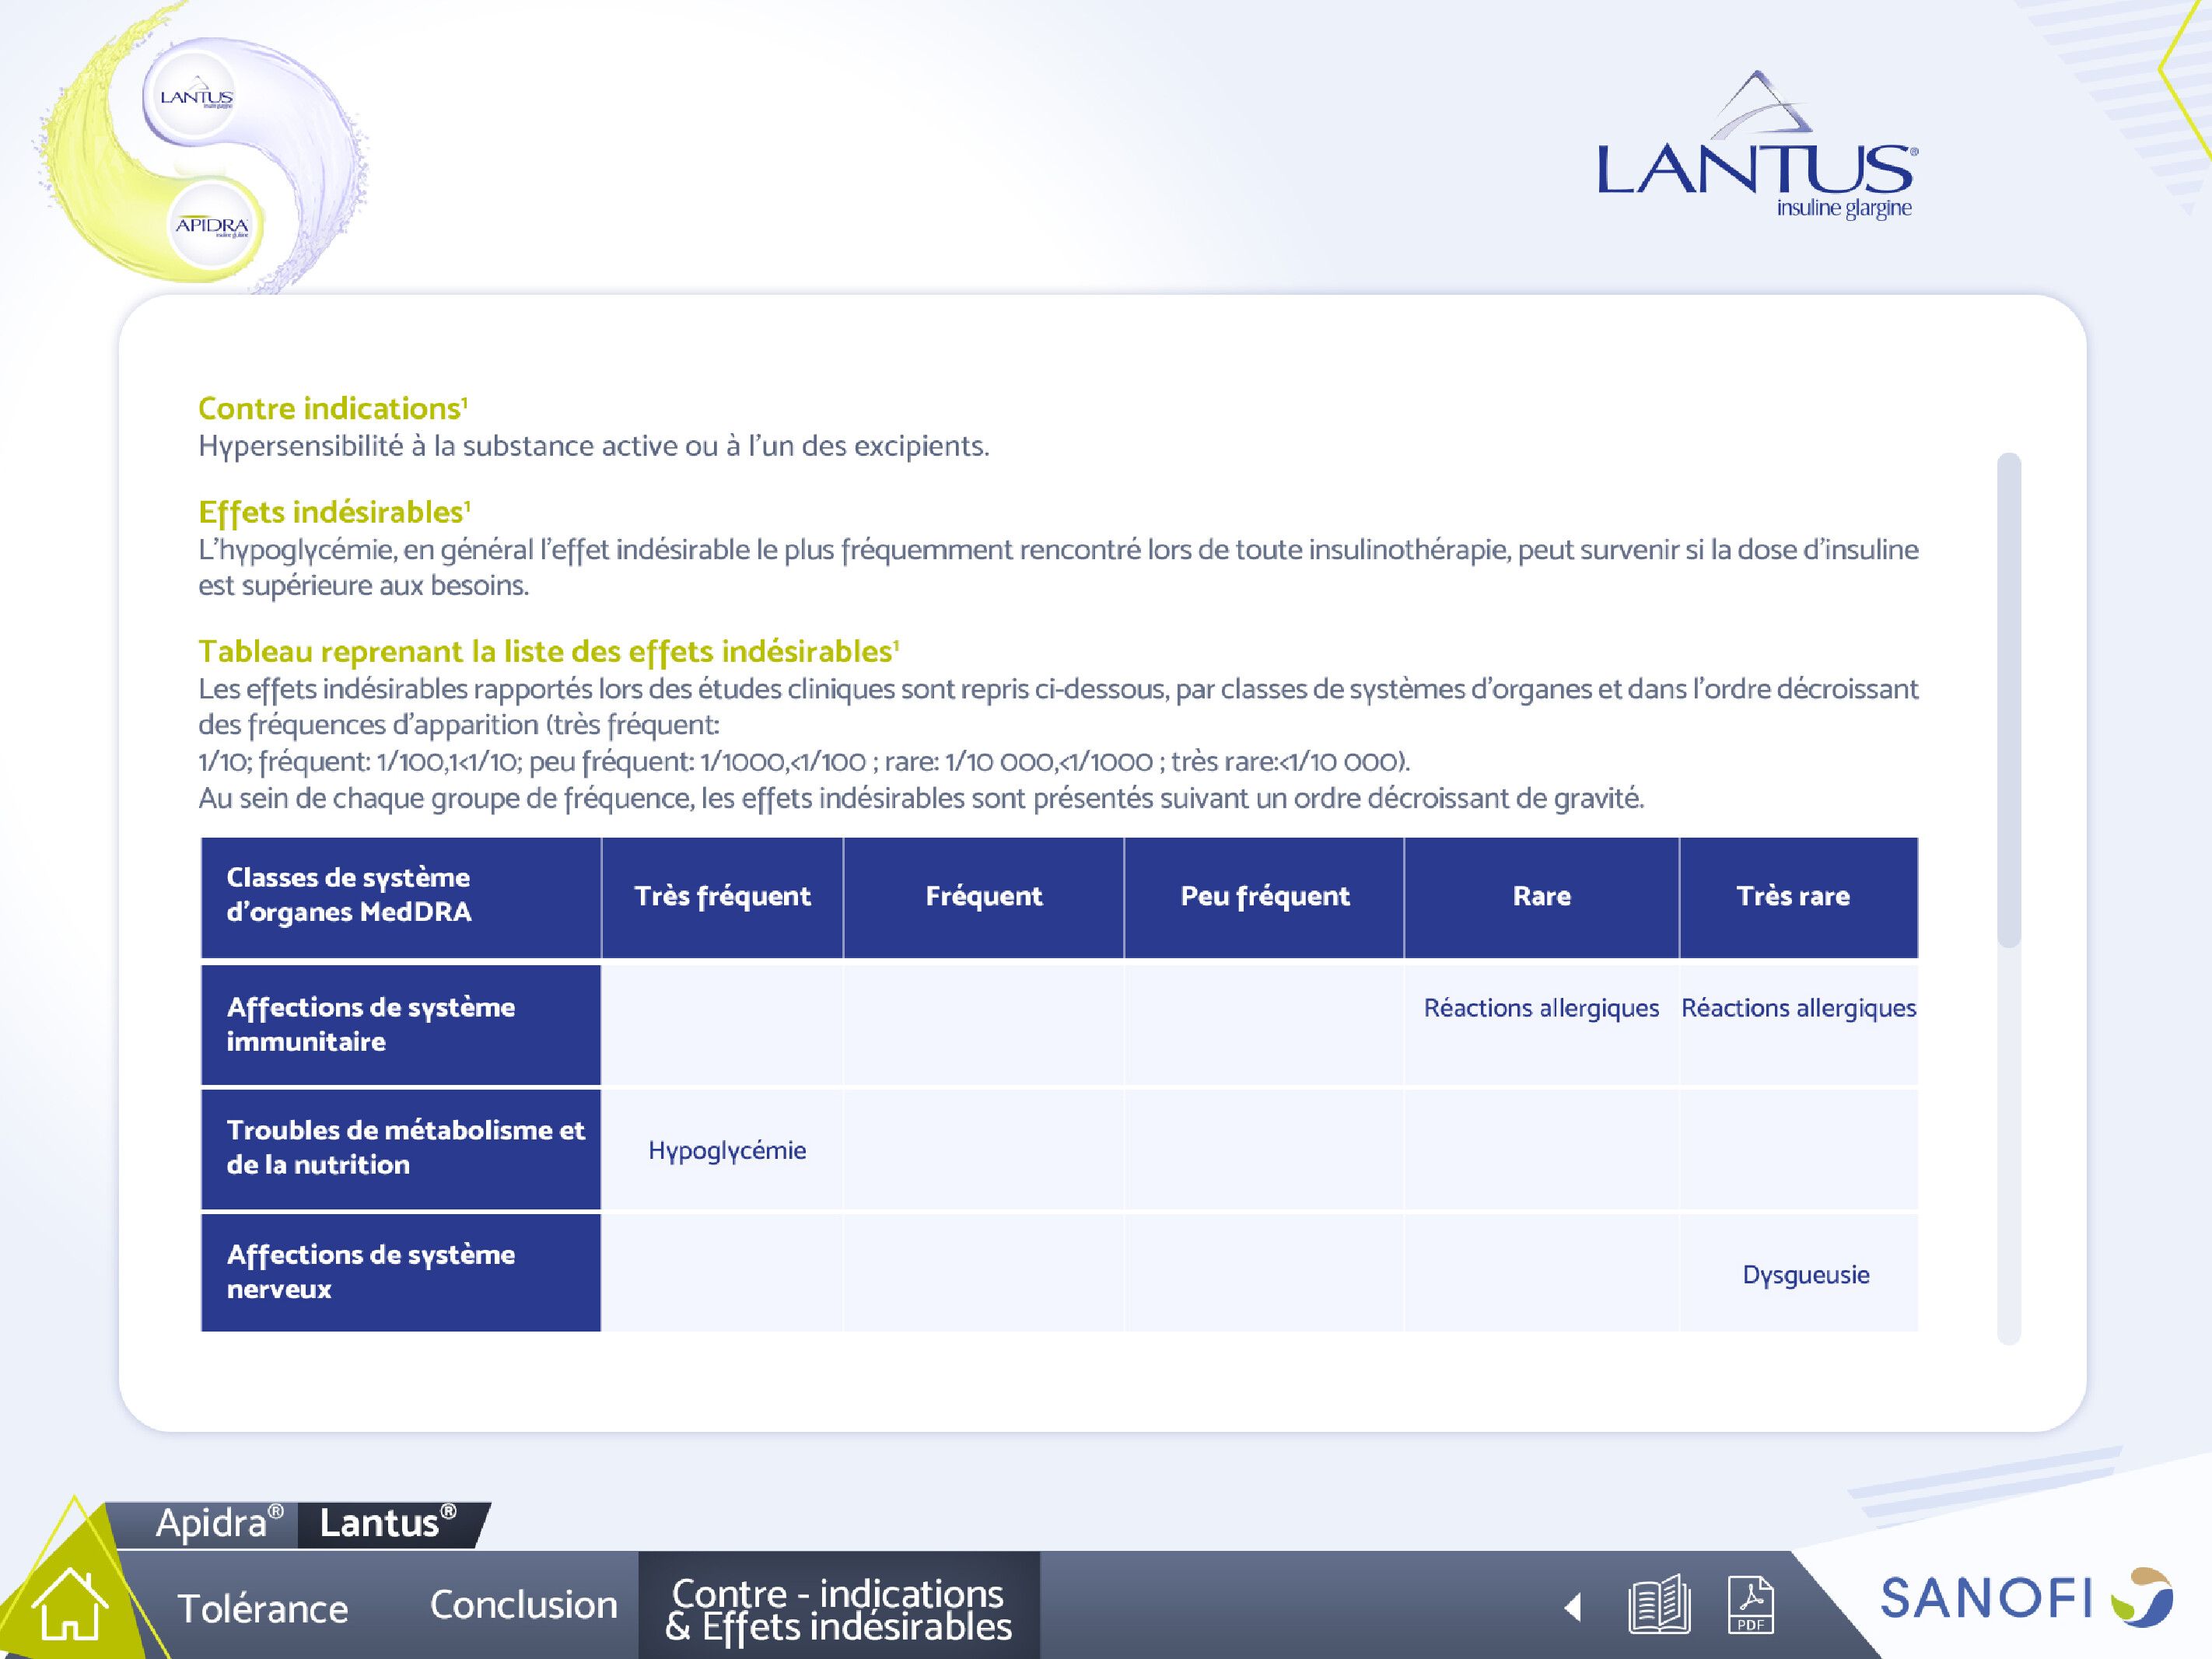 LANTUS
insuline glargine
APIDRA
LANTUS®
insuline glargine
Contre indications¹
Hypersensibilité à la substance active ou à l’un des excipients.
Effets indésirables¹
L’hypoglycémie, en général l’effet indésirable le plus fréquemment rencontré lors de toute insulinothérapie, peut survenir si la dose d’insuline
est supérieure aux besoins.
Tableau reprenant la liste des effets indésirables¹
Les effets indésirables rapportés lors des études cliniques sont repris ci-dessous, par classes de systèmes d’organes et dans l’ordre décroissant
des fréquences d’apparition (très fréquent:
1/10; fréquent: 1/100,1<1/10; peu fréquent: 1/1000,<1/100 ; rare: 1/10 000,<1/1000 ; très rare:<1/10 000).
Au sein de chaque groupe de fréquence, les effets indésirables sont présentés suivant un ordre décroissant de gravité.
Classes de système
d’organes MedDRA
Très fréquent
Fréquent
Peu fréquent
Rare
Très rare
Affections de système
immunitaire
Réactions allergiques
Réactions allergiques
Troubles de métabolisme et
de la nutrition
Hypoglycémie
Affections de système
nerveux
Dysgueusie
Apidra®
Lantus®
Tolérance
Conclusion
Contre - indications
& Effets indésirables
PDF
SANOFI